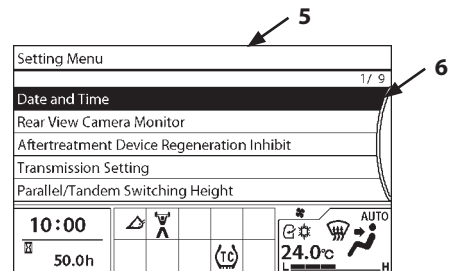 5
Setting Menu
1/ 9
6
Date and Time
Rear View Camera Monitor
Aftertreatment Device Regeneration Inhibit
Transmission Setting
Parallel/Tandem Switching Height
10:00
50.0h
TC
AUTO
24.0°C
L H